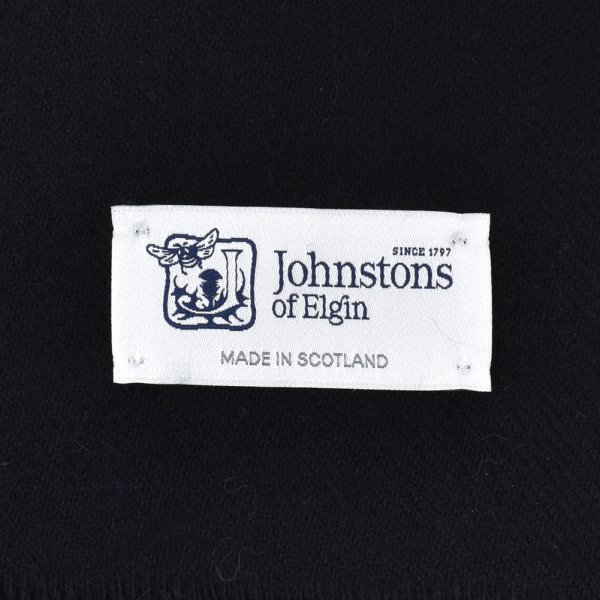 SINCE 1797
Johnstons
of Elgin
MADE IN SCOTLAND